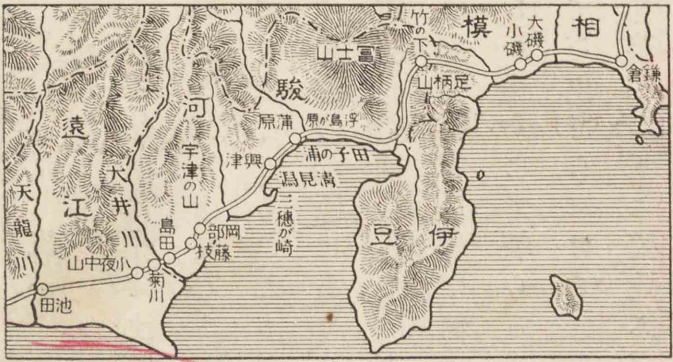 相模
鎌倉
大磯
小磯
足柄山
竹の下
伊豆
富士山
駿河
浮島が原
田子の浦
蒲原
興津
清見潟
三穂が崎
宇津の山
岡部
藤枝
島田
大井川
菊川
小夜中山
遠江
天龍川
池田